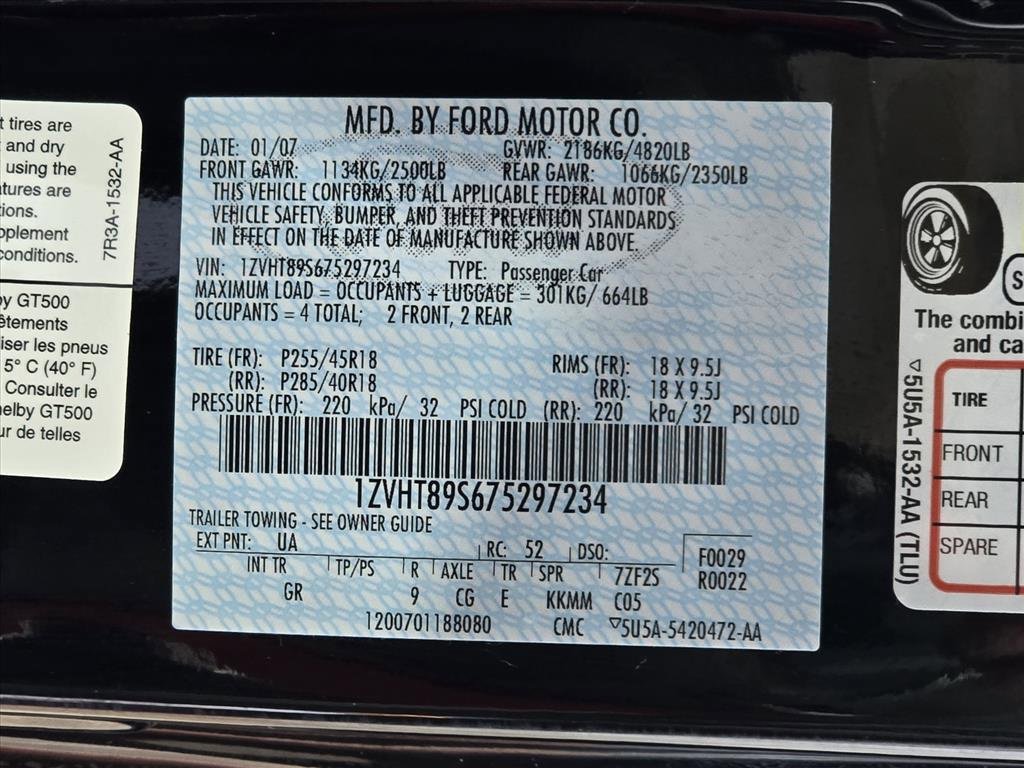 t tires are
and dry
using the
tures are
ions.
pplement
conditions.
7R3A-1532-AA
y GT500
êtements
iser les pneus
5° C (40° F)
Consulter le
helby GT500
ur de telles
MFD. BY FORD MOTOR CO.
DATE: 01/07 GVWR: 2186KG/4820LB
FRONT GAWR: 1134KG/2500LB REAR GAWR: 1066KG/2350LB
THIS VEHICLE CONFORMS TO ALL APPLICABLE FEDERAL MOTOR
VEHICLE SAFETY, BUMPER, AND THEFT PREVENTION STANDARDS
IN EFFECT ON THE DATE OF MANUFACTURE SHOWN ABOVE.
VIN: 1ZVHT89S675297234 TYPE: Passenger Car
MAXIMUM LOAD = OCCUPANTS + LUGGAGE = 301KG/ 664LB
OCCUPANTS = 4 TOTAL; 2 FRONT, 2 REAR
TIRE (FR): P255/45R18 RIMS (FR): 18 X 9.5J
(RR): P285/40R18 (RR): 18 X 9.5J
PRESSURE (FR): 220 kPa/ 32 PSI COLD (RR): 220 kPa/ 32 PSI COLD
1ZVHT89S675297234
TRAILER TOWING - SEE OWNER GUIDE
EXT PNT: UA RC: 52 DSO: F0029
INT TR TP/PS R AXLE TR SPR 7ZF2S R0022
GR 9 CG E KKMM C05
1200701188080 CMC ▽5U5A-5420472-AA
S
The combi
and ca
▽5U5A-1532-AA (TLU)
TIRE
FRONT
REAR
SPARE